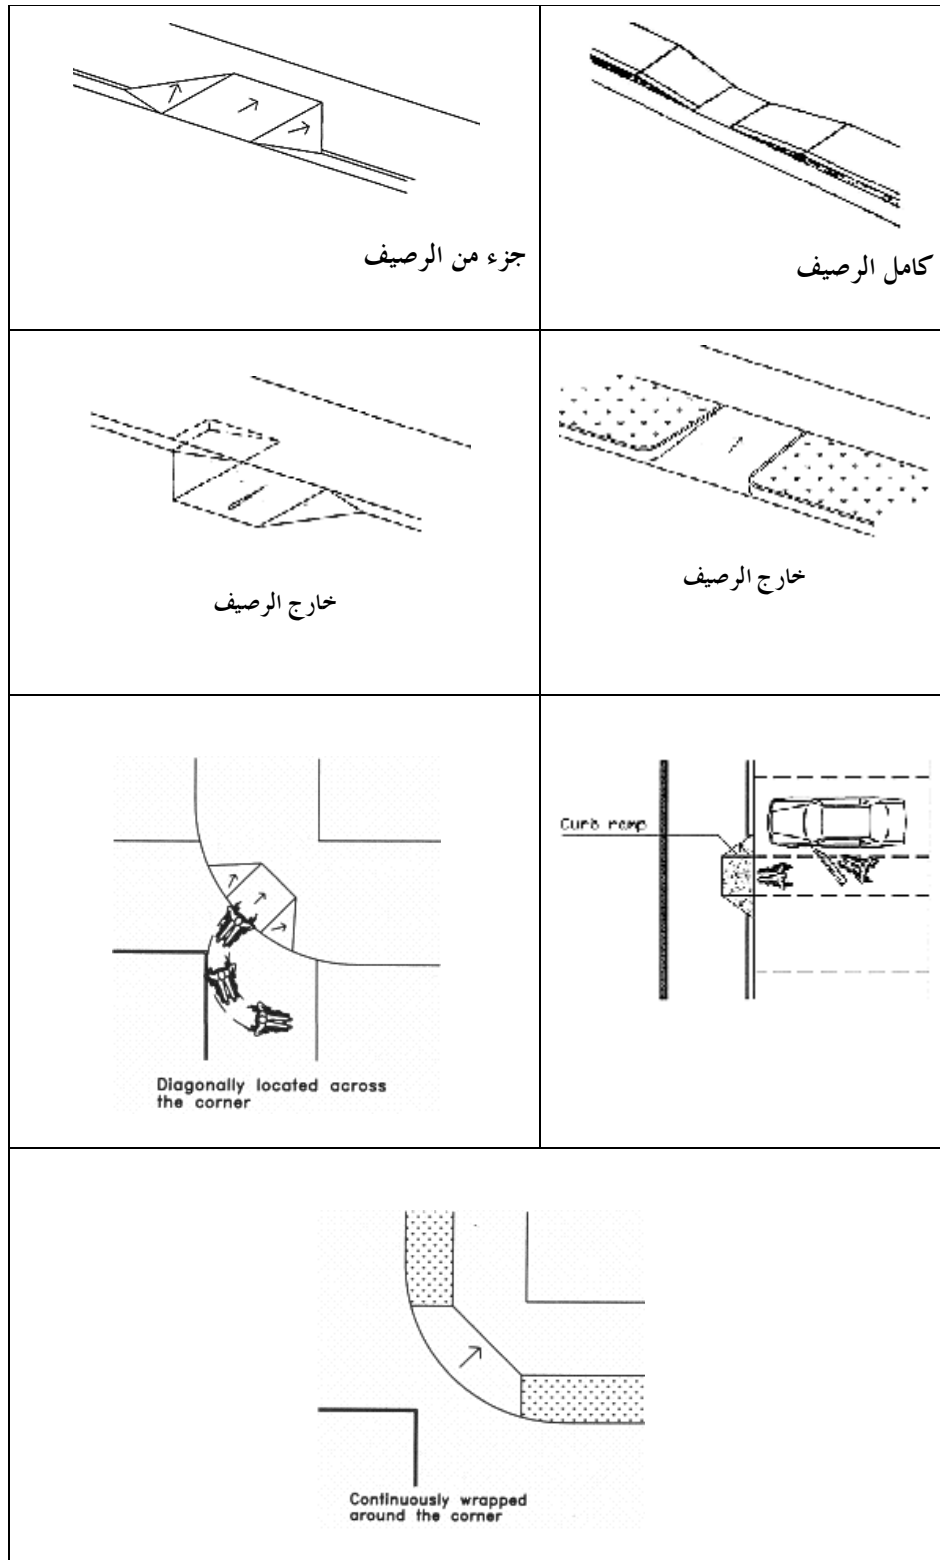 كامل الرصيف
جزء من الرصيف
خارج الرصيف
خارج الرصيف
Curb ramp
Diagonally located across
the corner
Continuously wrapped
around the corner